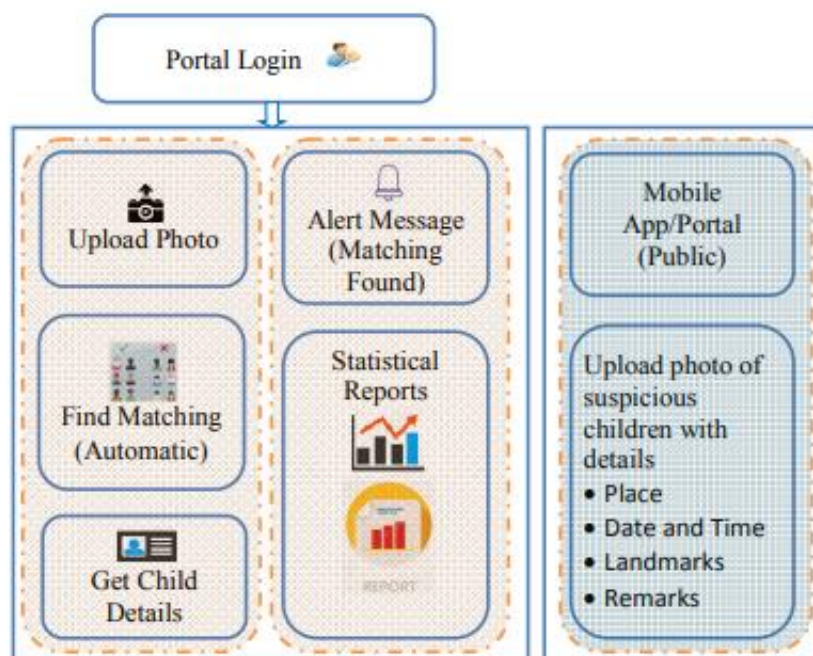 Portal Login
Upload Photo
Find Matching
(Automatic)
Get Child
Details
Alert Message
(Matching
Found)
Statistical
Reports
REPORT
Mobile
App/Portal
(Public)
Upload photo of
suspicious
children with
details
• Place
• Date and Time
• Landmarks
• Remarks